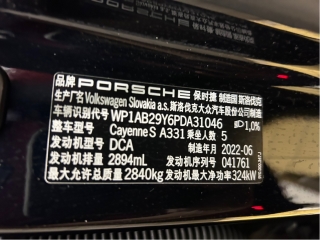 品牌 PORSCHE 保时捷 制造国 斯洛伐克
生产厂名 Volkswagen Slovakia a.s. 斯洛伐克大众汽车股份公司制造
车辆识别代号 WP1AB29Y6PDA31046
1,0%
整车型号 Cayenne S A331 乘坐人数 5
发动机型号 DCA 制造年月 2022-06
发动机排量 2894mL 发动机序号 041761
最大允许总质量 2840kg 发动机最大净功率 324kW